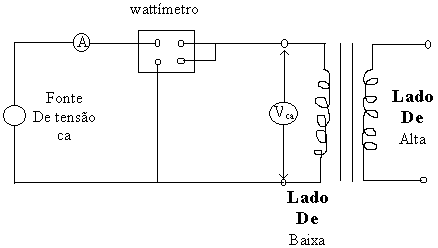 wattímetro
A
Fonte
De tensão
ca
Vca
Lado
De
Alta
Lado
De
Baixa